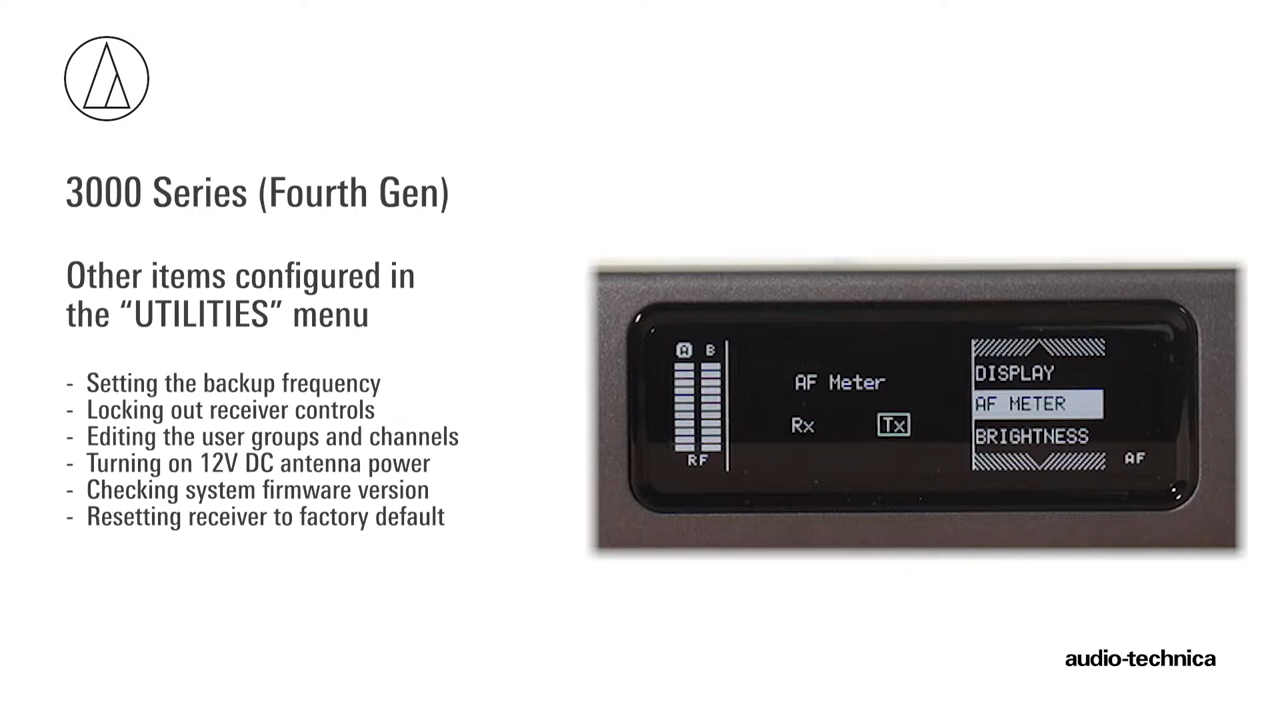 3000 Series (Fourth Gen)
Other items configured in
the “UTILITIES” menu
- Setting the backup frequency
- Locking out receiver controls
- Editing the user groups and channels
- Turning on 12V DC antenna power
- Checking system firmware version
- Resetting receiver to factory default
A B
RF
AF Meter
Rx Tx
DISPLAY
AF METER
BRIGHTNESS
AF
audio-technica